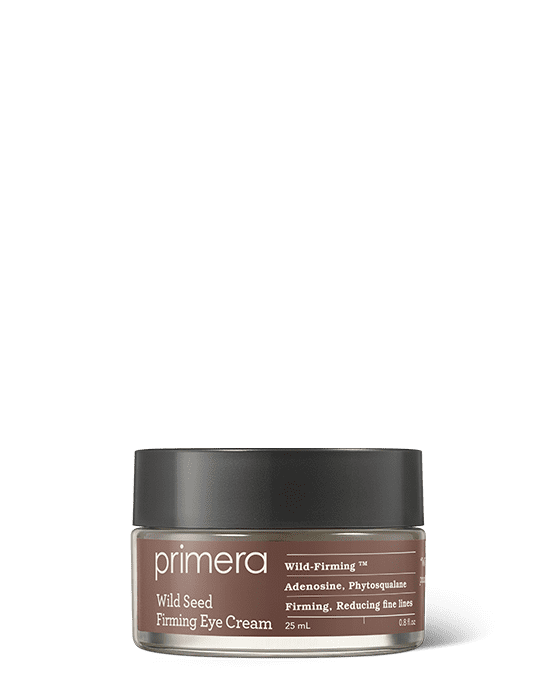 primera
Wild Seed
Firming Eye Cream
Wild-Firming ™
Adenosine, Phytosqualane
Firming, Reducing fine lines
25 mL 0.8 fl oz